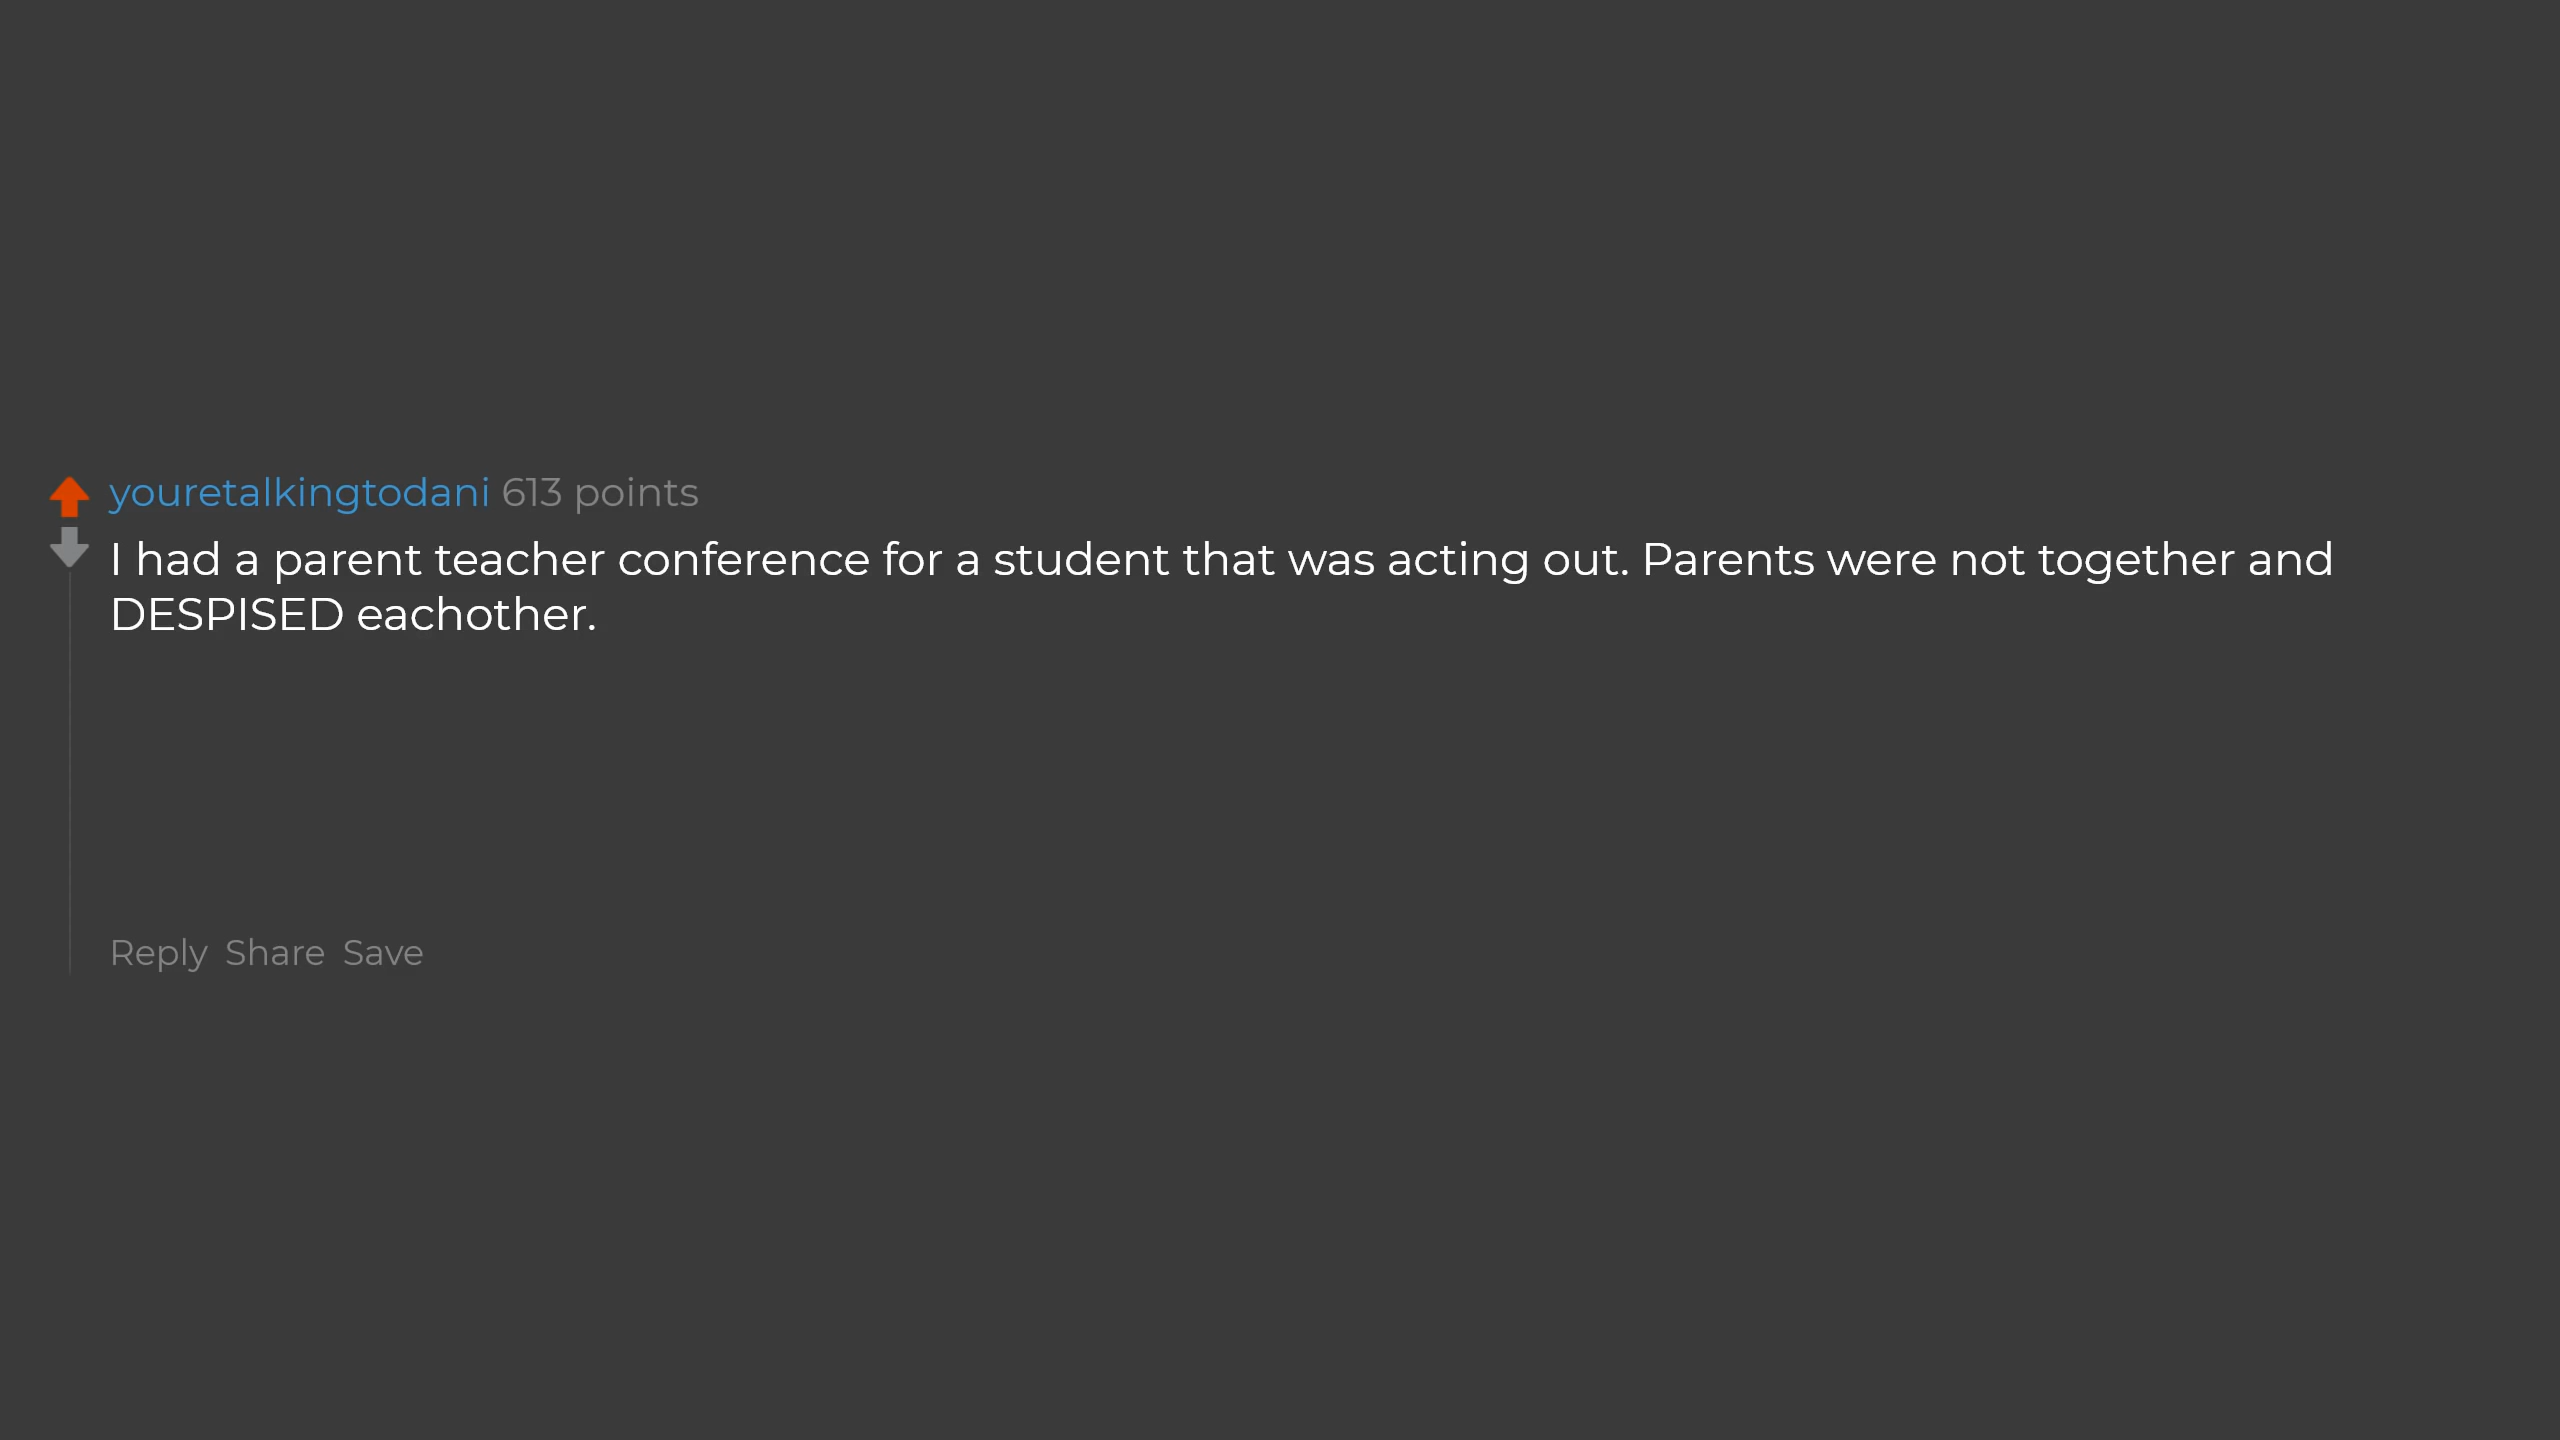 youretalkingtodani 613 points
I had a parent teacher conference for a student that was acting out. Parents were not together and
DESPISED eachother.
Reply Share Save